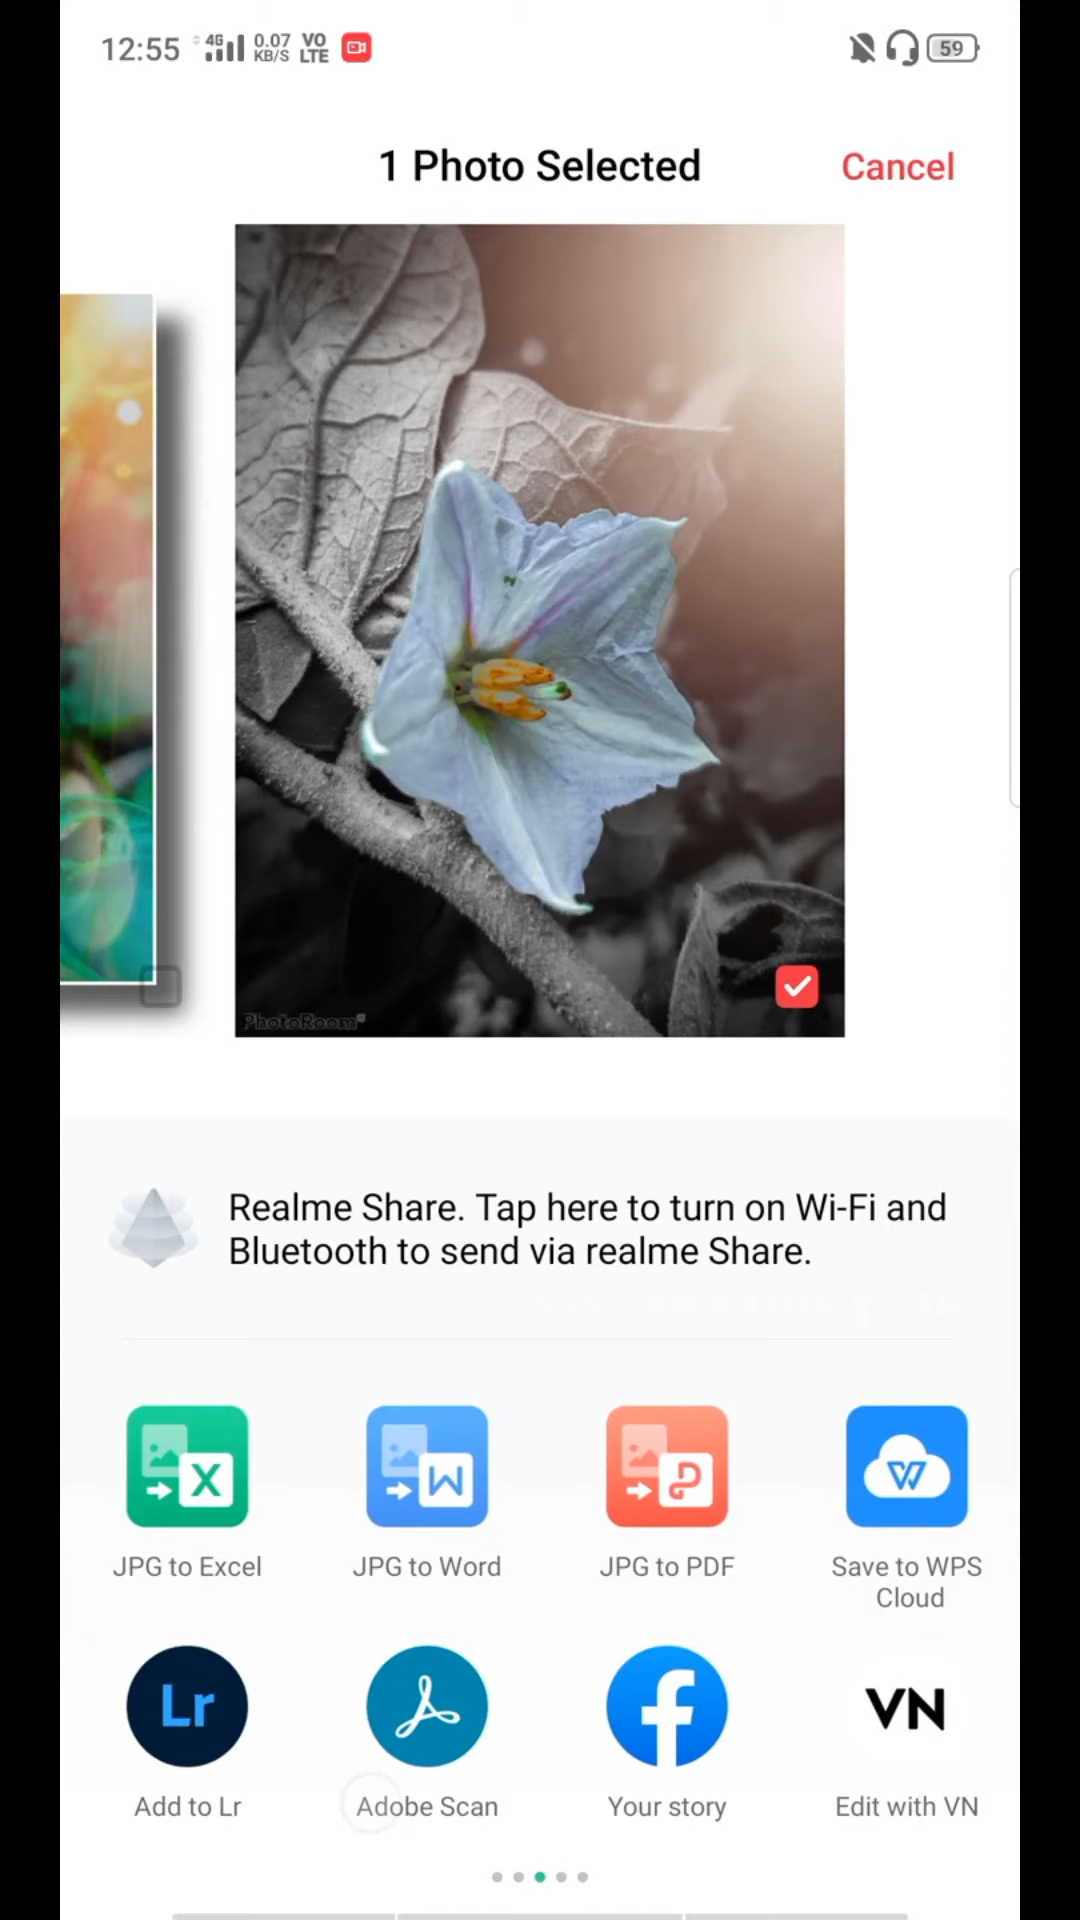 12:55 4G 0.07 KB/S VO LTE 59
1 Photo Selected Cancel
PhotoRoom
Realme Share. Tap here to turn on Wi-Fi and
Bluetooth to send via realme Share.
X W P W
JPG to Excel JPG to Word JPG to PDF Save to WPS
Cloud
Lr f VN
Add to Lr Adobe Scan Your story Edit with VN